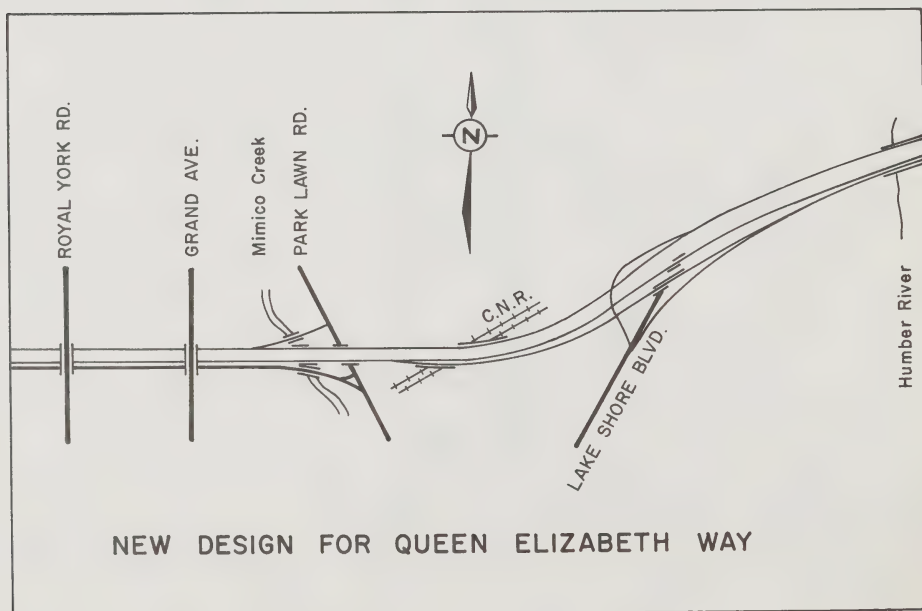 ROYAL YORK RD.
GRAND AVE.
Mimico Creek
PARK LAWN RD.
N
C.N.R.
LAKE SHORE BLVD.
Humber River
NEW DESIGN FOR QUEEN ELIZABETH WAY